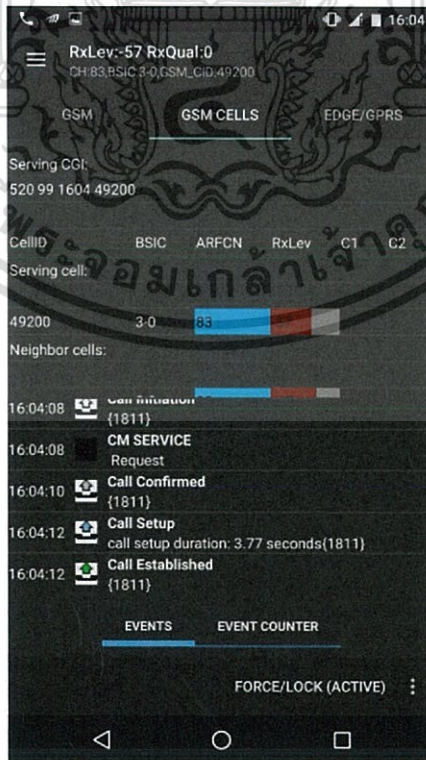 16:04
RxLev:-57 RxQual:0
CH:83,BSIC:3-0,GSM_CID:49200
GSM GSM CELLS EDGE/GPRS
Serving CGI:
520 99 1604 49200
CellID BSIC ARFCN RxLev C1 C2
Serving cell:
49200 3-0 83
Neighbor cells:
16:04:08 Call Initiation
{1811}
16:04:08 CM SERVICE
Request
16:04:10 Call Confirmed
{1811}
16:04:12 Call Setup
call setup duration: 3.77 seconds{1811}
16:04:12 Call Established
{1811}
EVENTS EVENT COUNTER
FORCE/LOCK (ACTIVE)